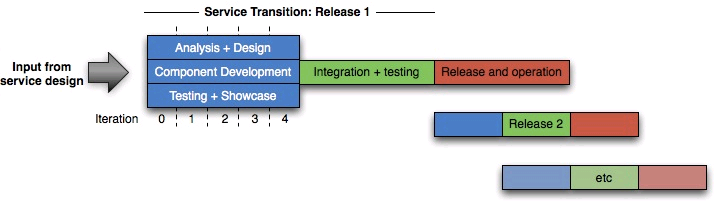 Service Transition: Release 1
Input from
service design
Analysis + Design
Component Development
Testing + Showcase
Integration + testing
Release and operation
Iteration 0 1 2 3 4
Release 2
etc